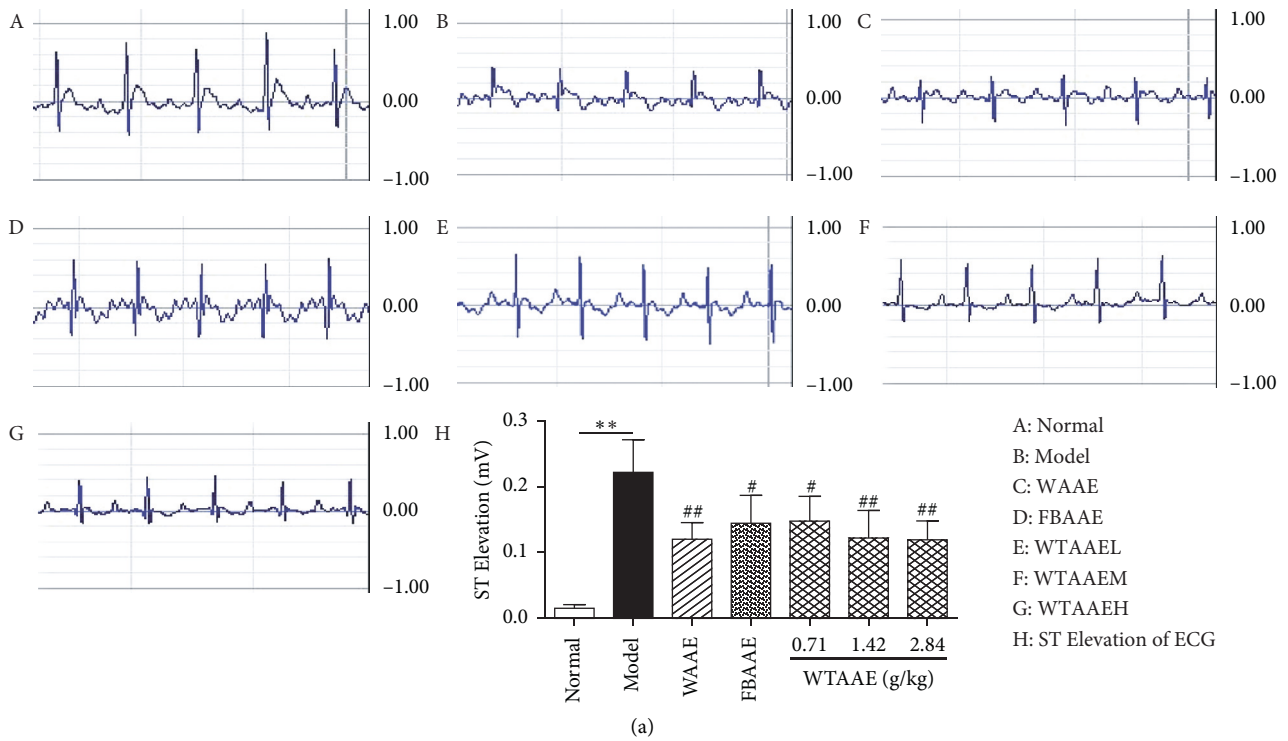 A
1.00
0.00
−1.00
B
1.00
0.00
−1.00
C
1.00
0.00
−1.00
D
1.00
0.00
−1.00
E
1.00
0.00
−1.00
F
1.00
0.00
−1.00
G
1.00
0.00
−1.00
H
ST Elevation (mV)
0.3
0.2
0.1
0.0
**
##
#
#
##
##
Normal
Model
WAAE
FBAAE
0.71 1.42 2.84
WTAAE (g/kg)
A: Normal
B: Model
C: WAAE
D: FBAAE
E: WTAAEL
F: WTAAEM
G: WTAAEH
H: ST Elevation of ECG
(a)